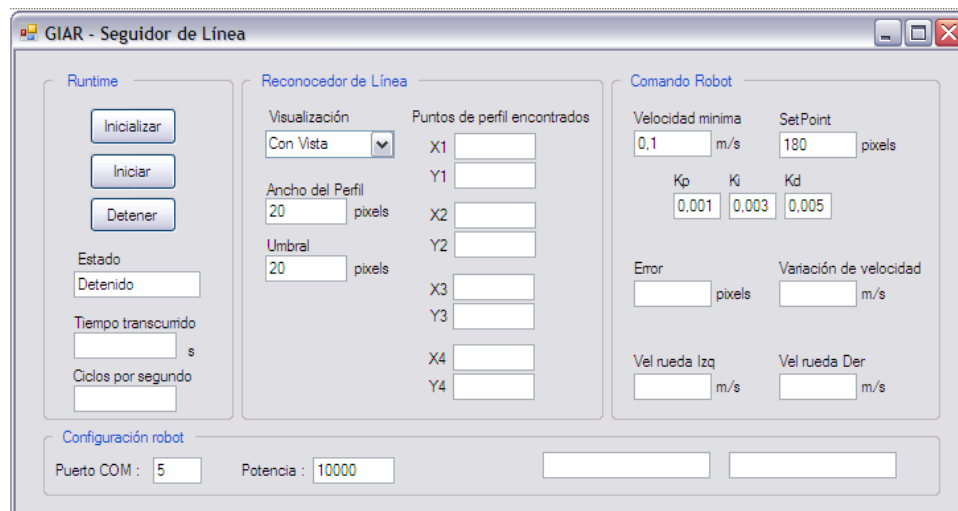 GIAR - Seguidor de Línea
Runtime
Inicializar
Iniciar
Detener
Estado
Detenido
Tiempo transcurrido
s
Ciclos por segundo
Reconocedor de Línea
Visualización
Con Vista
Ancho del Perfil
20 pixels
Umbral
20 pixels
Puntos de perfil encontrados
X1
Y1
X2
Y2
X3
Y3
X4
Y4
Comando Robot
Velocidad minima
0,1 m/s
SetPoint
180 pixels
Kp Ki Kd
0,001 0,003 0,005
Error
pixels
Variación de velocidad
m/s
Vel rueda Izq
m/s
Vel rueda Der
m/s
Configuración robot
Puerto COM : 5
Potencia : 10000